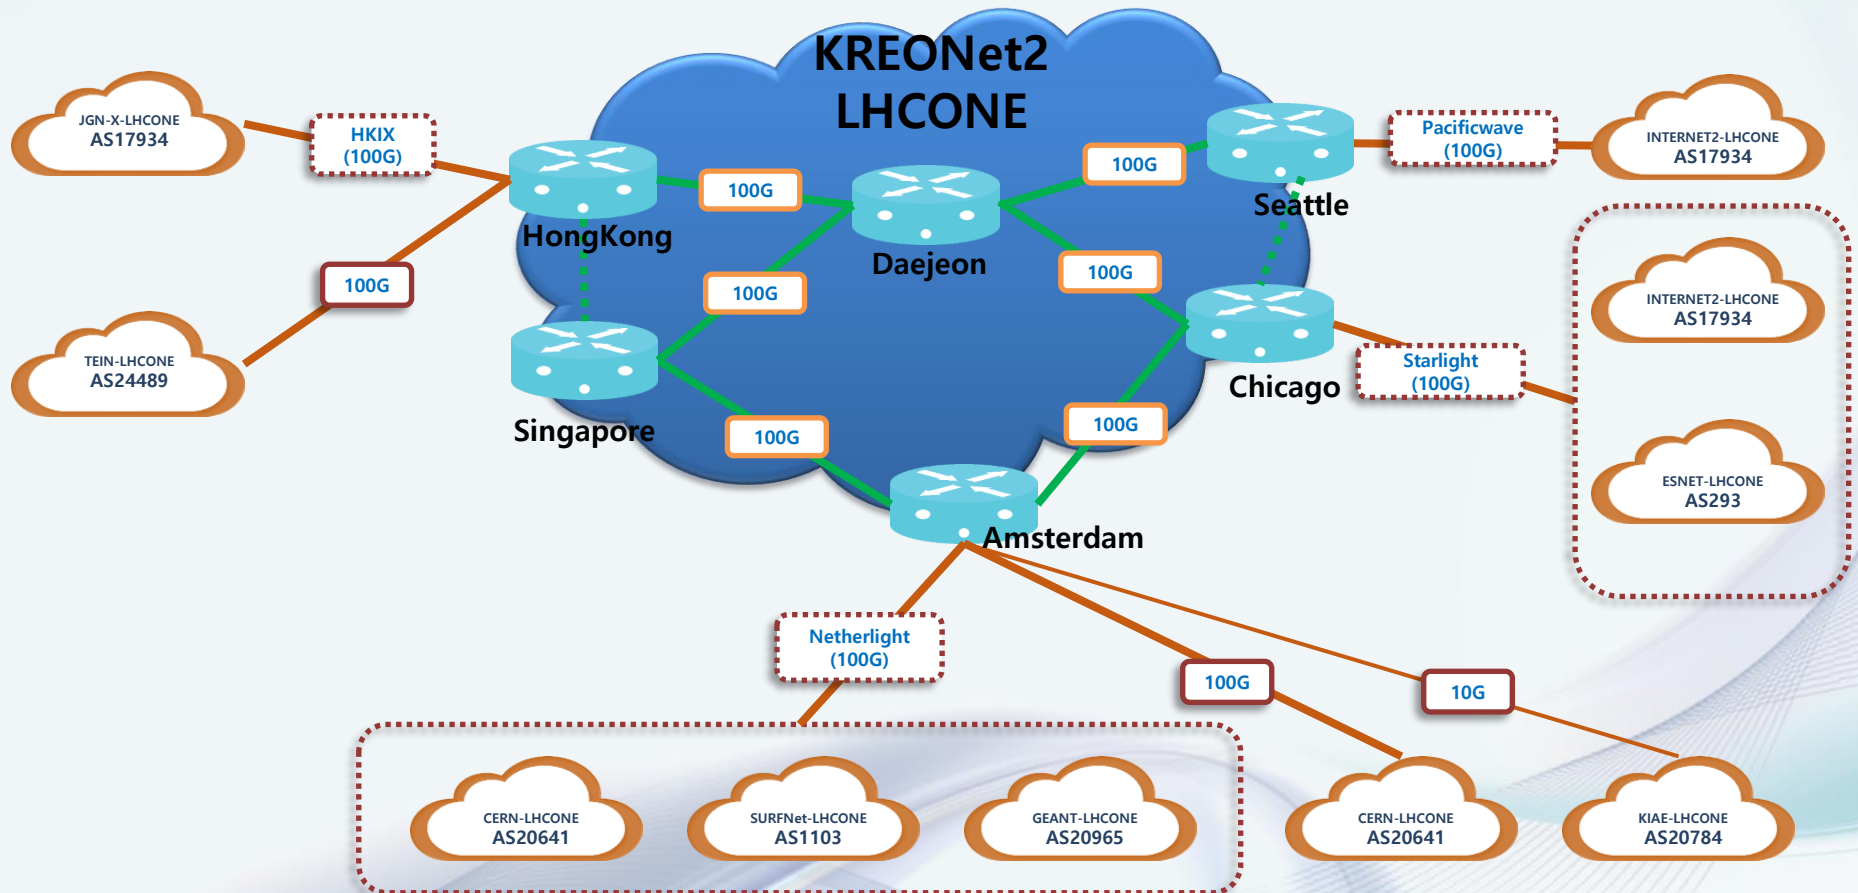 KREONet2
LHCONE
JGN-X-LHCONE
AS17934
HKIX
(100G)
100G
TEIN-LHCONE
AS24489
HongKong
100G
Daejeon
100G
Seattle
Pacificwave
(100G)
INTERNET2-LHCONE
AS17934
100G
100G
Singapore
100G
100G
Chicago
Starlight
(100G)
INTERNET2-LHCONE
AS17934
ESNET-LHCONE
AS293
Amsterdam
Netherlight
(100G)
100G
10G
CERN-LHCONE
AS20641
SURFNet-LHCONE
AS1103
GEANT-LHCONE
AS20965
CERN-LHCONE
AS20641
KIAE-LHCONE
AS20784